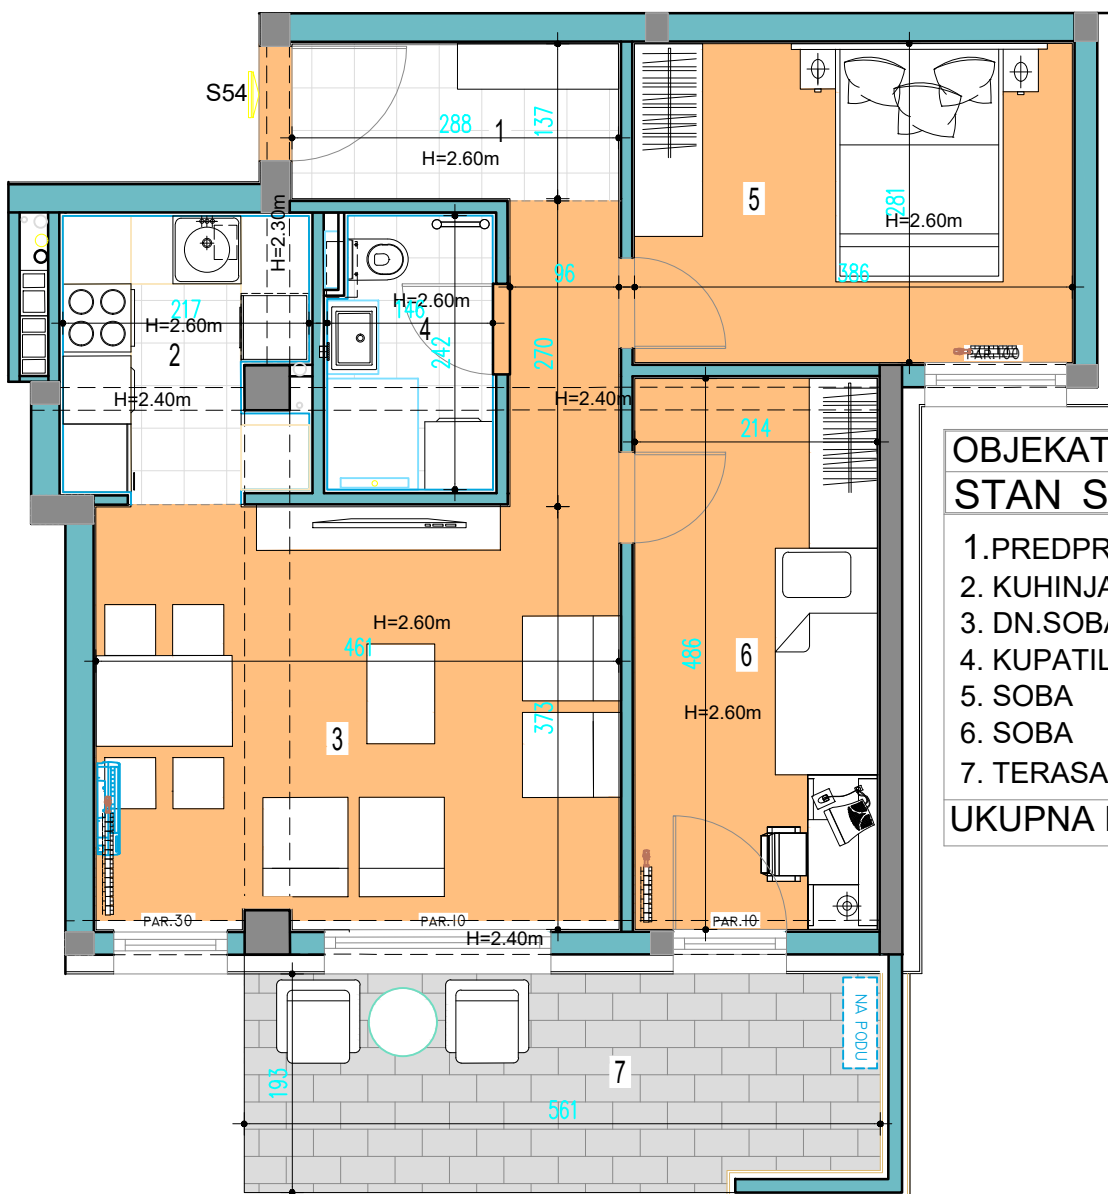 S54
288
1
137
H=2.60m
5
281
H=2.60m
386
H=2.30m
96
217
H=2.60m
2
H=2.60m
146
4
242
270
PAR.100
H=2.40m
H=2.40m
214
OBJEKAT
STAN S
1.PREDPR
2. KUHINJA
3. DN.SOBA
4. KUPATIL
5. SOBA
6. SOBA
7. TERASA
UKUPNA
H=2.60m
461
486
6
373
H=2.60m
3
PAR.30
PAR.10
PAR.10
H=2.40m
NA PODU
193
7
561